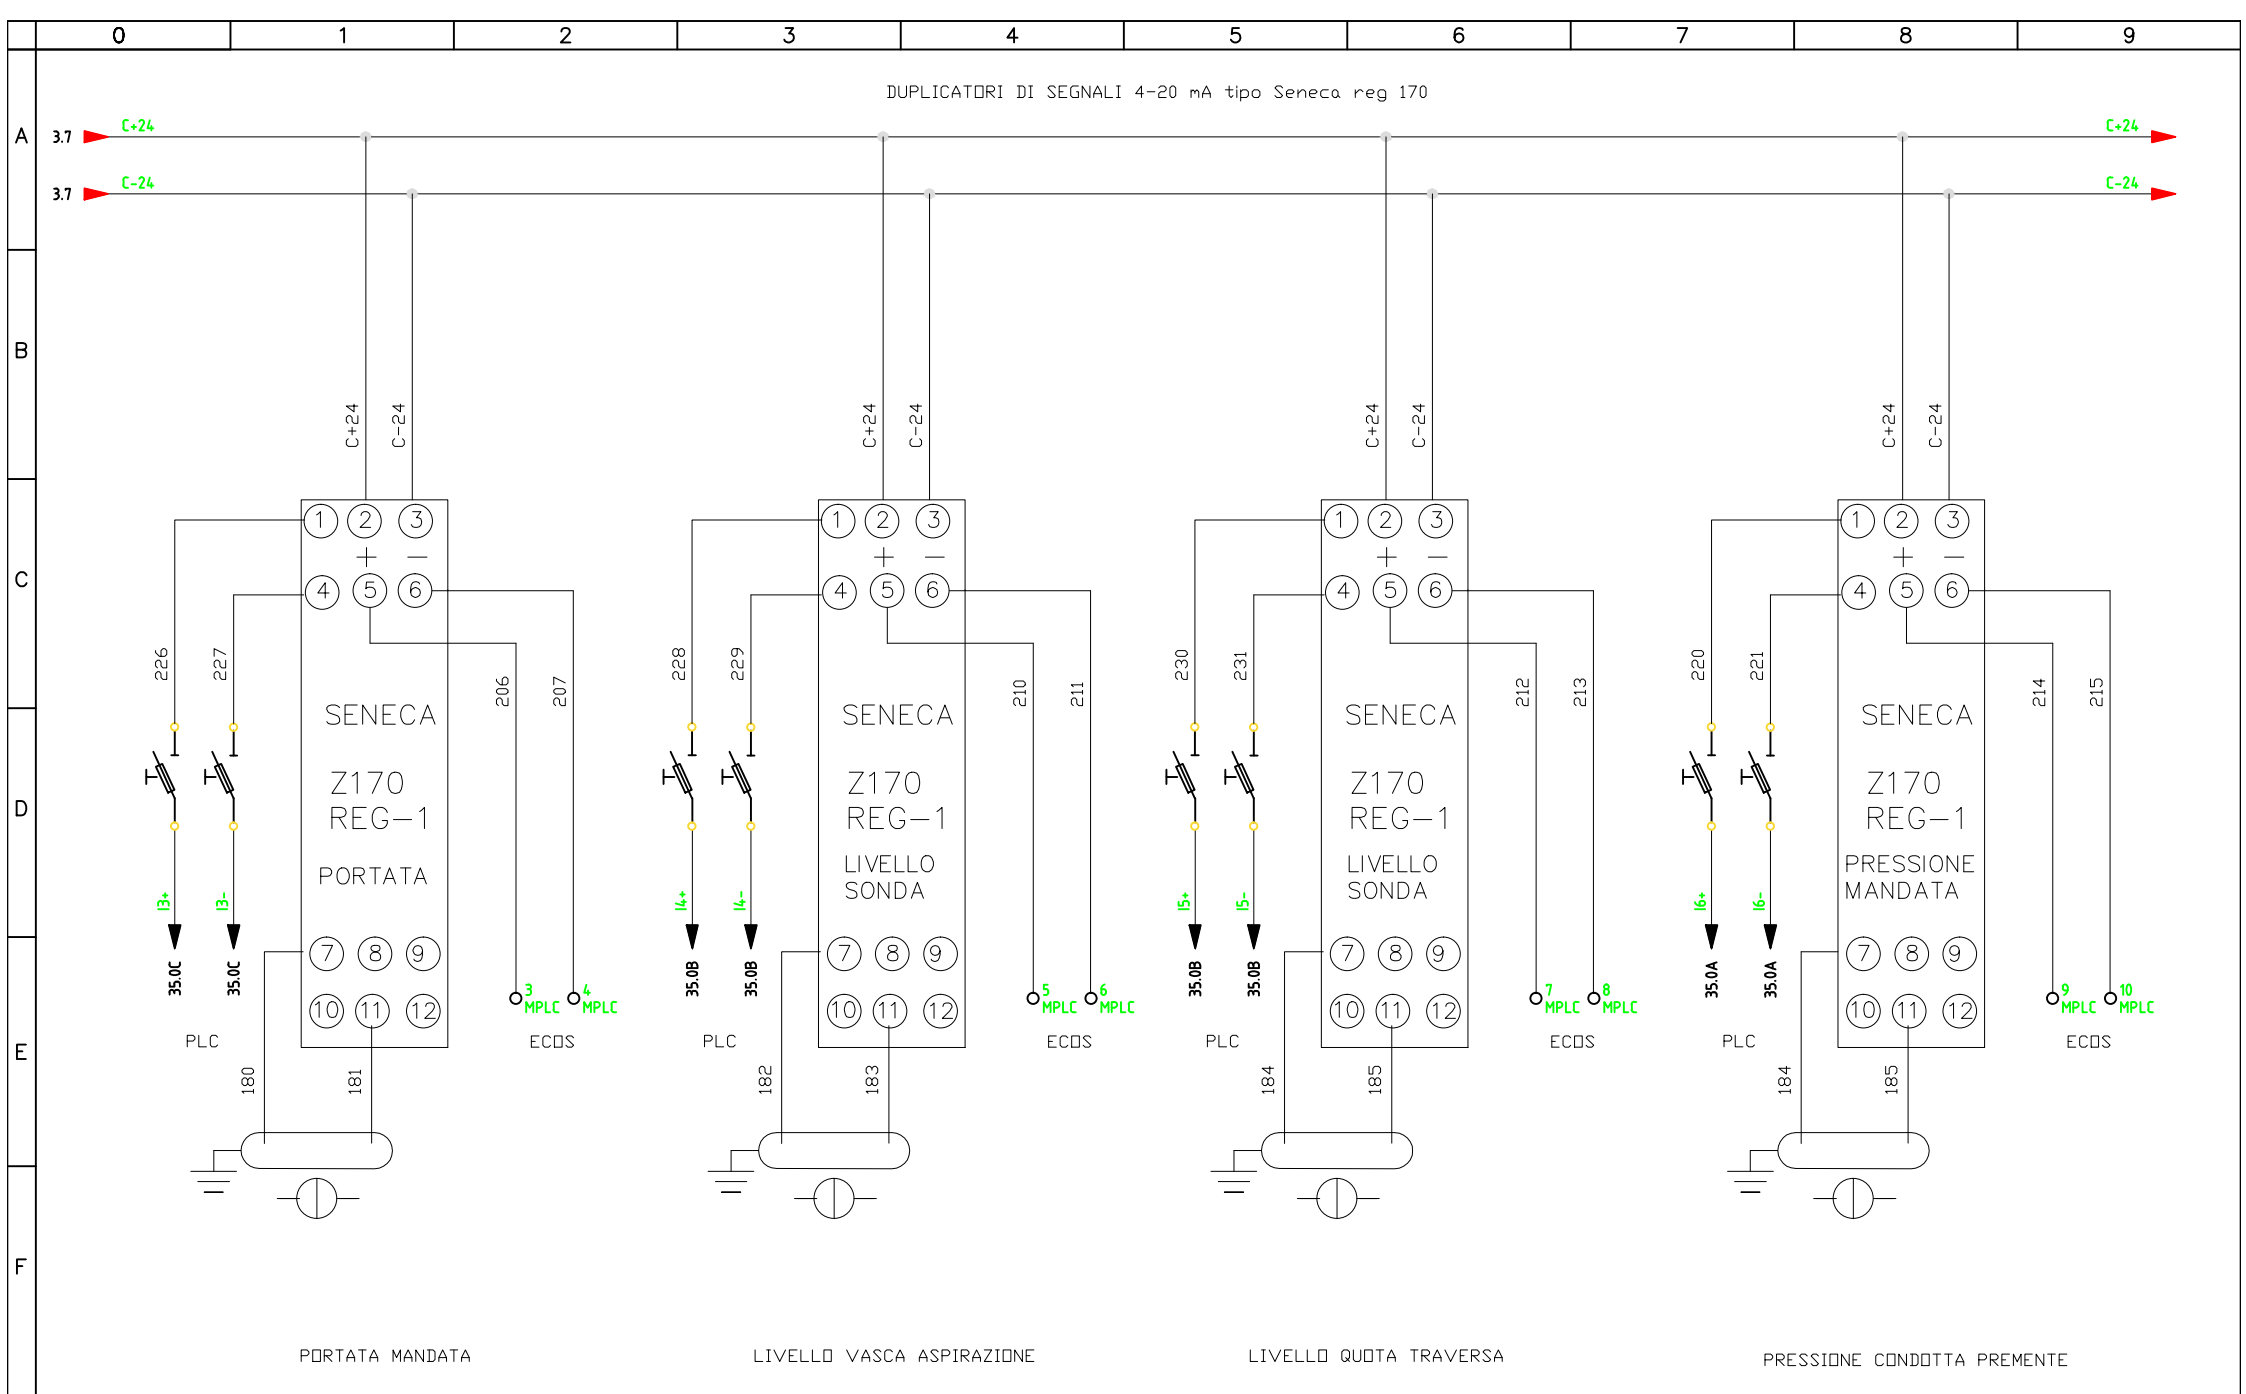 0 1 2 3 4 5 6 7 8 9
DUPLICATORI DI SEGNALI 4-20 mA tipo Seneca reg 170
A
3.7 C+24 C+24
3.7 C-24 C-24
B
C+24 C-24 C+24 C-24 C+24 C-24 C+24 C-24
C
1 2 3 1 2 3 1 2 3 1 2 3
+ − + − + − + −
4 5 6 4 5 6 4 5 6 4 5 6
226 227 206 207 228 229 210 211 230 231 212 213 220 221 214 215
SENECA SENECA SENECA SENECA
D
Z170 Z170 Z170 Z170
REG-1 REG-1 REG-1 REG-1
PORTATA
LIVELLO
SONDA
LIVELLO
SONDA
PRESSIONE
MANDATA
I3+ I3- I4+ I4- I5+ I5- I6+ I6-
7 8 9 7 8 9 7 8 9 7 8 9
35.0C 35.0C 35.0B 35.0B 35.0B 35.0B 35.0A 35.0A
3 4 5 6 7 8 9 10
MPLC MPLC MPLC MPLC MPLC MPLC MPLC MPLC
10 11 12 10 11 12 10 11 12 10 11 12
E
PLC ECOS PLC ECOS PLC ECOS PLC ECOS
180 181 182 183 184 185 184 185
F
PORTATA MANDATA LIVELLO VASCA ASPIRAZIONE LIVELLO QUOTA TRAVERSA PRESSIONE CONDOTTA PREMENTE